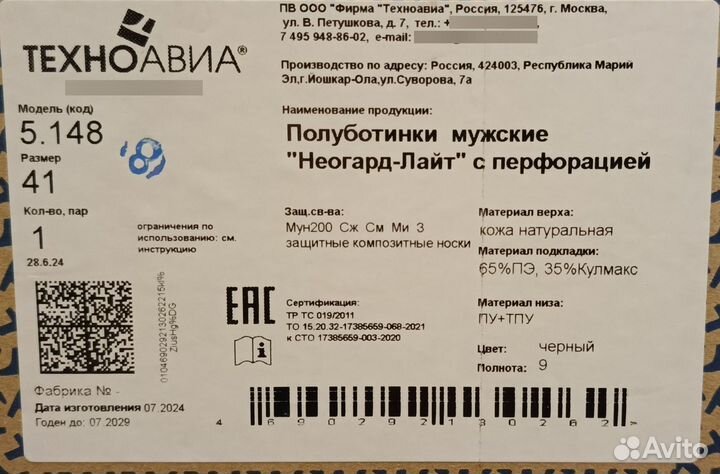 ПВ ООО "Фирма "Техноавиа", Россия, 125476, г. Москва,
ул. В. Петушкова, д. 7, тел.: +
7 495 948-86-02, e-mail:
ТЕХНОАВИА®
Производство по адресу: Россия, 424003, Республика Марий
Эл,г.Йошкар-Ола,ул.Суворова, 7а
Модель (код)
5.148
Размер
41
Кол-во, пар
1
28.6.24
Наименование продукции:
Полуботинки мужские
"Неогард-Лайт" с перфорацией
ограничения по
использованию: см.
инструкцию
Защ.св-ва:
Мун200 Сж См Ми З
защитные композитные носки
Материал верха:
кожа натуральная
Материал подкладки:
65%ПЭ, 35%Кулмакс
Материал низа:
ПУ+ТПУ
Цвет: черный
Полнота: 9
EAC
Сертификация:
ТР ТС 019/2011
ТО 15.20.32-17385659-068-2021
к СТО 17385659-003-2020
Фабрика № -
Дата изготовления 07.2024
Годен до: 07.2029
4 690292 130262 >
Avito